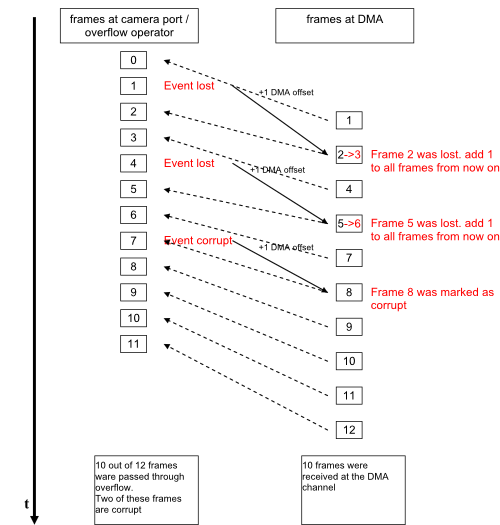 frames at camera port /
overflow operator
frames at DMA
0
1
Event lost
+1 DMA offset
2
1
3
2->3
Frame 2 was lost. add 1
to all frames from now on
4
Event lost
+1 DMA offset
4
5
6
5->6
Frame 5 was lost. add 1
to all frames from now on
7
Event corrupt
+1 DMA offset
7
8
9
8
Frame 8 was marked as
corrupt
10
9
11
10
11
12
10 out of 12 frames
ware passed through
overflow.
Two of these frames
are corrupt
10 frames were
received at the DMA
channel
t